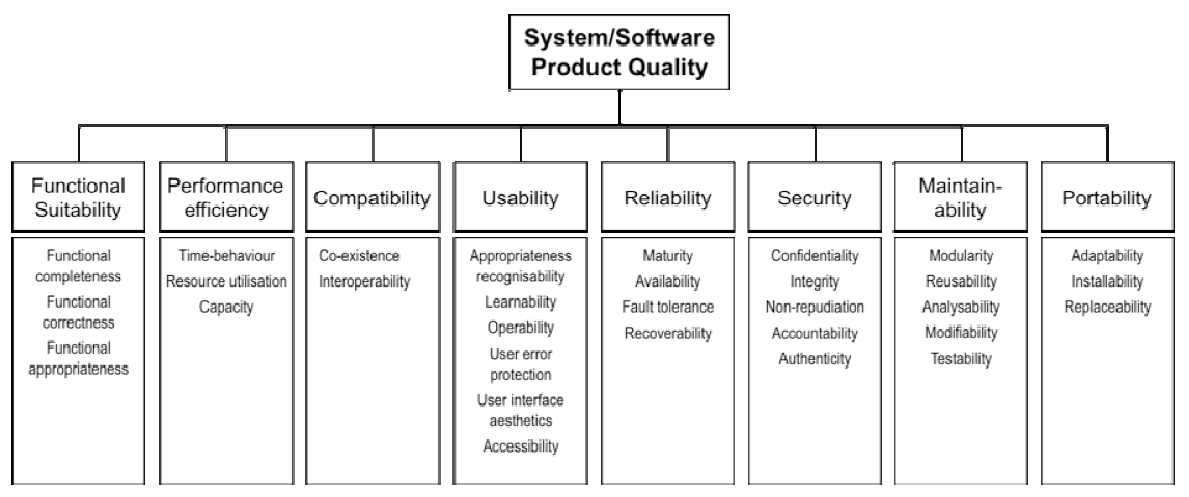 System/Software
Product Quality
Functional
Suitability
Performance
efficiency
Compatibility
Usability
Reliability
Security
Maintain-
ability
Portability
Functional
completeness
Functional
correctness
Functional
appropriateness
Time-behaviour
Resource utilisation
Capacity
Co-existence
Interoperability
Appropriateness
recognisability
Learnability
Operability
User error
protection
User interface
aesthetics
Accessibility
Maturity
Availability
Fault tolerance
Recoverability
Confidentiality
Integrity
Non-repudiation
Accountability
Authenticity
Modularity
Reusability
Analysability
Modifiability
Testability
Adaptability
Installability
Replaceability